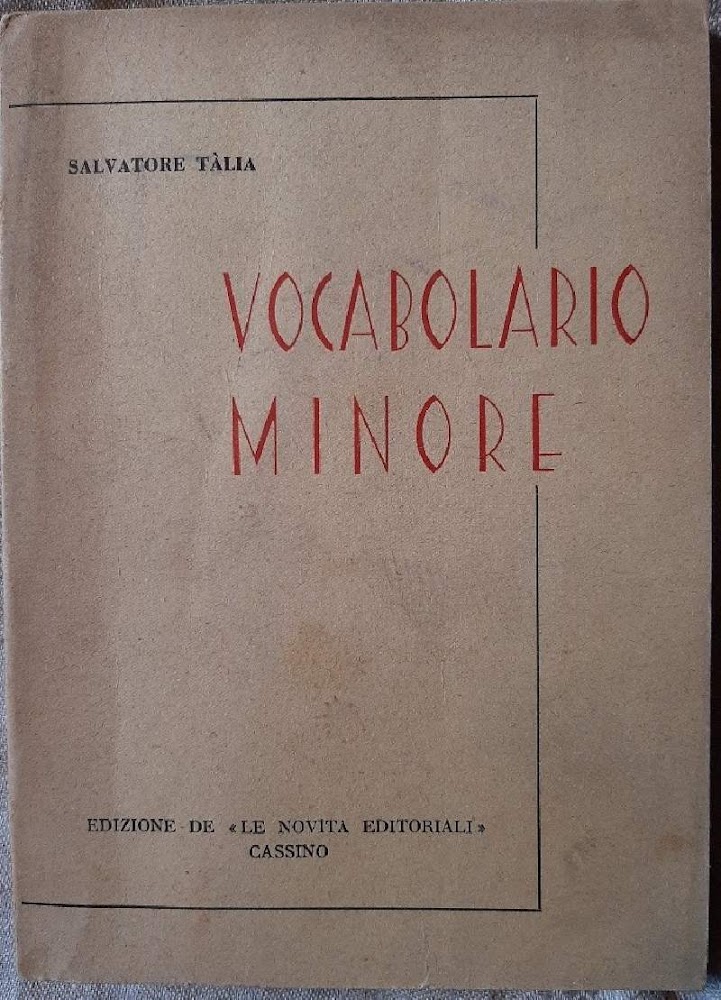 SALVATORE TÀLIA
VOCABOLARIO
MINORE
EDIZIONE DE «LE NOVITA EDITORIALI»
CASSINO